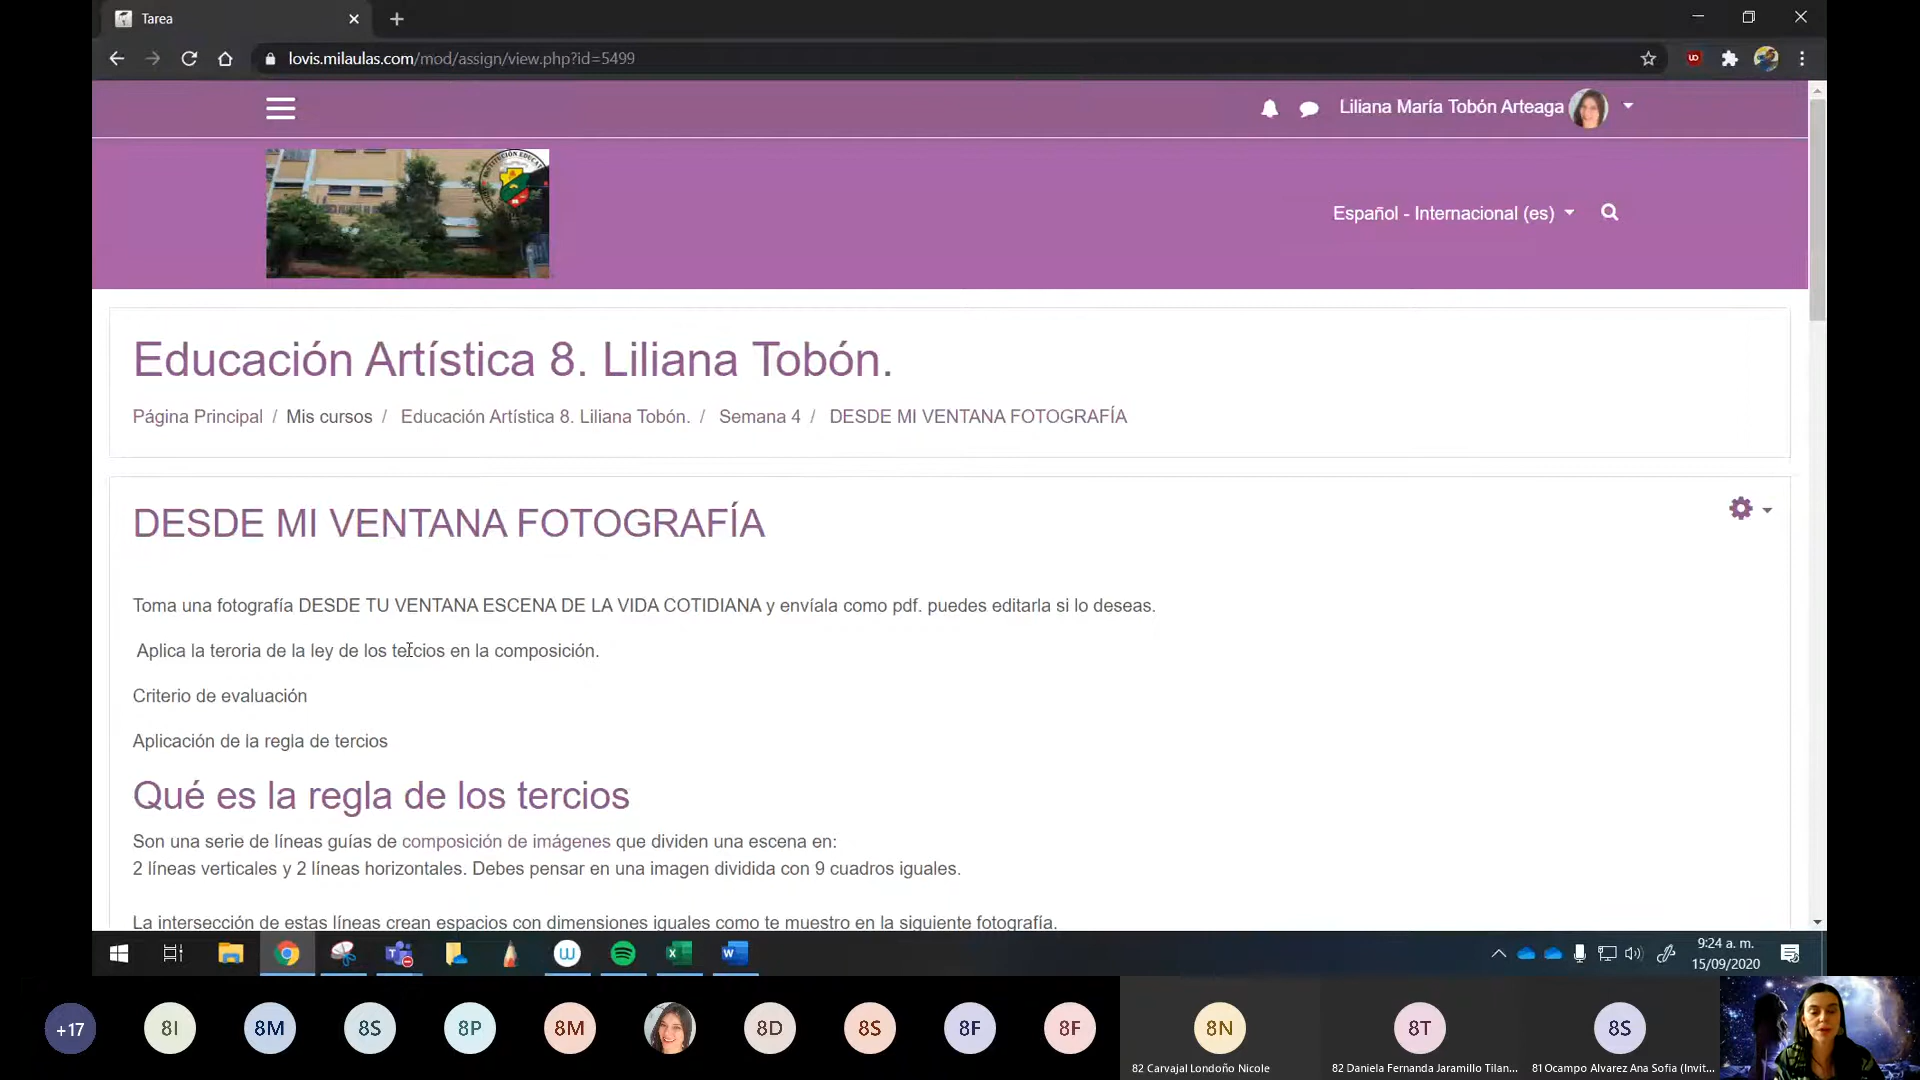 Tarea
lovis.milaulas.com/mod/assign/view.php?id=5499
Liliana María Tobón Arteaga
Español - Internacional (es)
Educación Artística 8. Liliana Tobón.
Página Principal / Mis cursos / Educación Artística 8. Liliana Tobón. / Semana 4 / DESDE MI VENTANA FOTOGRAFÍA
DESDE MI VENTANA FOTOGRAFÍA
Toma una fotografía DESDE TU VENTANA ESCENA DE LA VIDA COTIDIANA y envíala como pdf. puedes editarla si lo deseas.
Aplica la teroria de la ley de los tercios en la composición.
Criterio de evaluación
Aplicación de la regla de tercios
Qué es la regla de los tercios
Son una serie de líneas guías de composición de imágenes que dividen una escena en:
2 líneas verticales y 2 líneas horizontales. Debes pensar en una imagen dividida con 9 cuadros iguales.
La intersección de estas líneas crean espacios con dimensiones iguales como te muestro en la siguiente fotografía.
9:24 a. m.
15/09/2020
+17
8I
8M
8S
8P
8M
8D
8S
8F
8F
8N
8T
8S
82 Carvajal Londoño Nicole
82 Daniela Fernanda Jaramillo Tilan...
81 Ocampo Alvarez Ana Sofia (Invit...